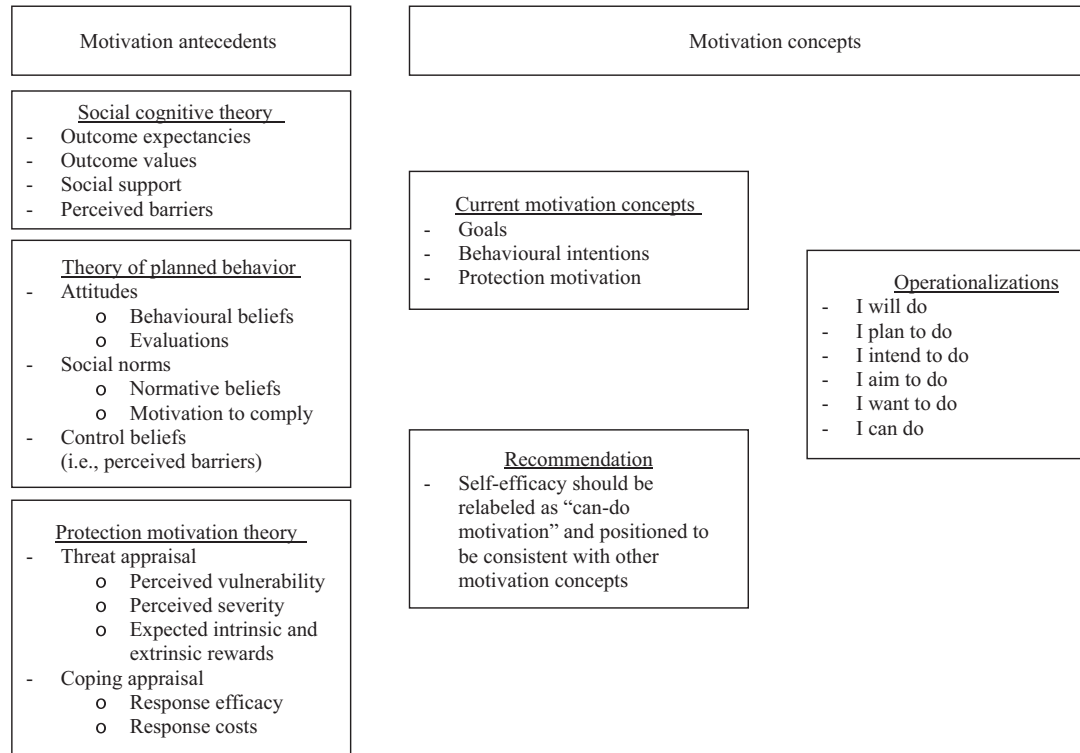 Motivation antecedents
Motivation concepts
Social cognitive theory
- Outcome expectancies
- Outcome values
- Social support
- Perceived barriers
Theory of planned behavior
- Attitudes
o Behavioural beliefs
o Evaluations
- Social norms
o Normative beliefs
o Motivation to comply
- Control beliefs
(i.e., perceived barriers)
Protection motivation theory
- Threat appraisal
o Perceived vulnerability
o Perceived severity
o Expected intrinsic and
extrinsic rewards
- Coping appraisal
o Response efficacy
o Response costs
Current motivation concepts
- Goals
- Behavioural intentions
- Protection motivation
Recommendation
- Self-efficacy should be
relabeled as “can-do
motivation” and positioned to
be consistent with other
motivation concepts
Operationalizations
- I will do
- I plan to do
- I intend to do
- I aim to do
- I want to do
- I can do